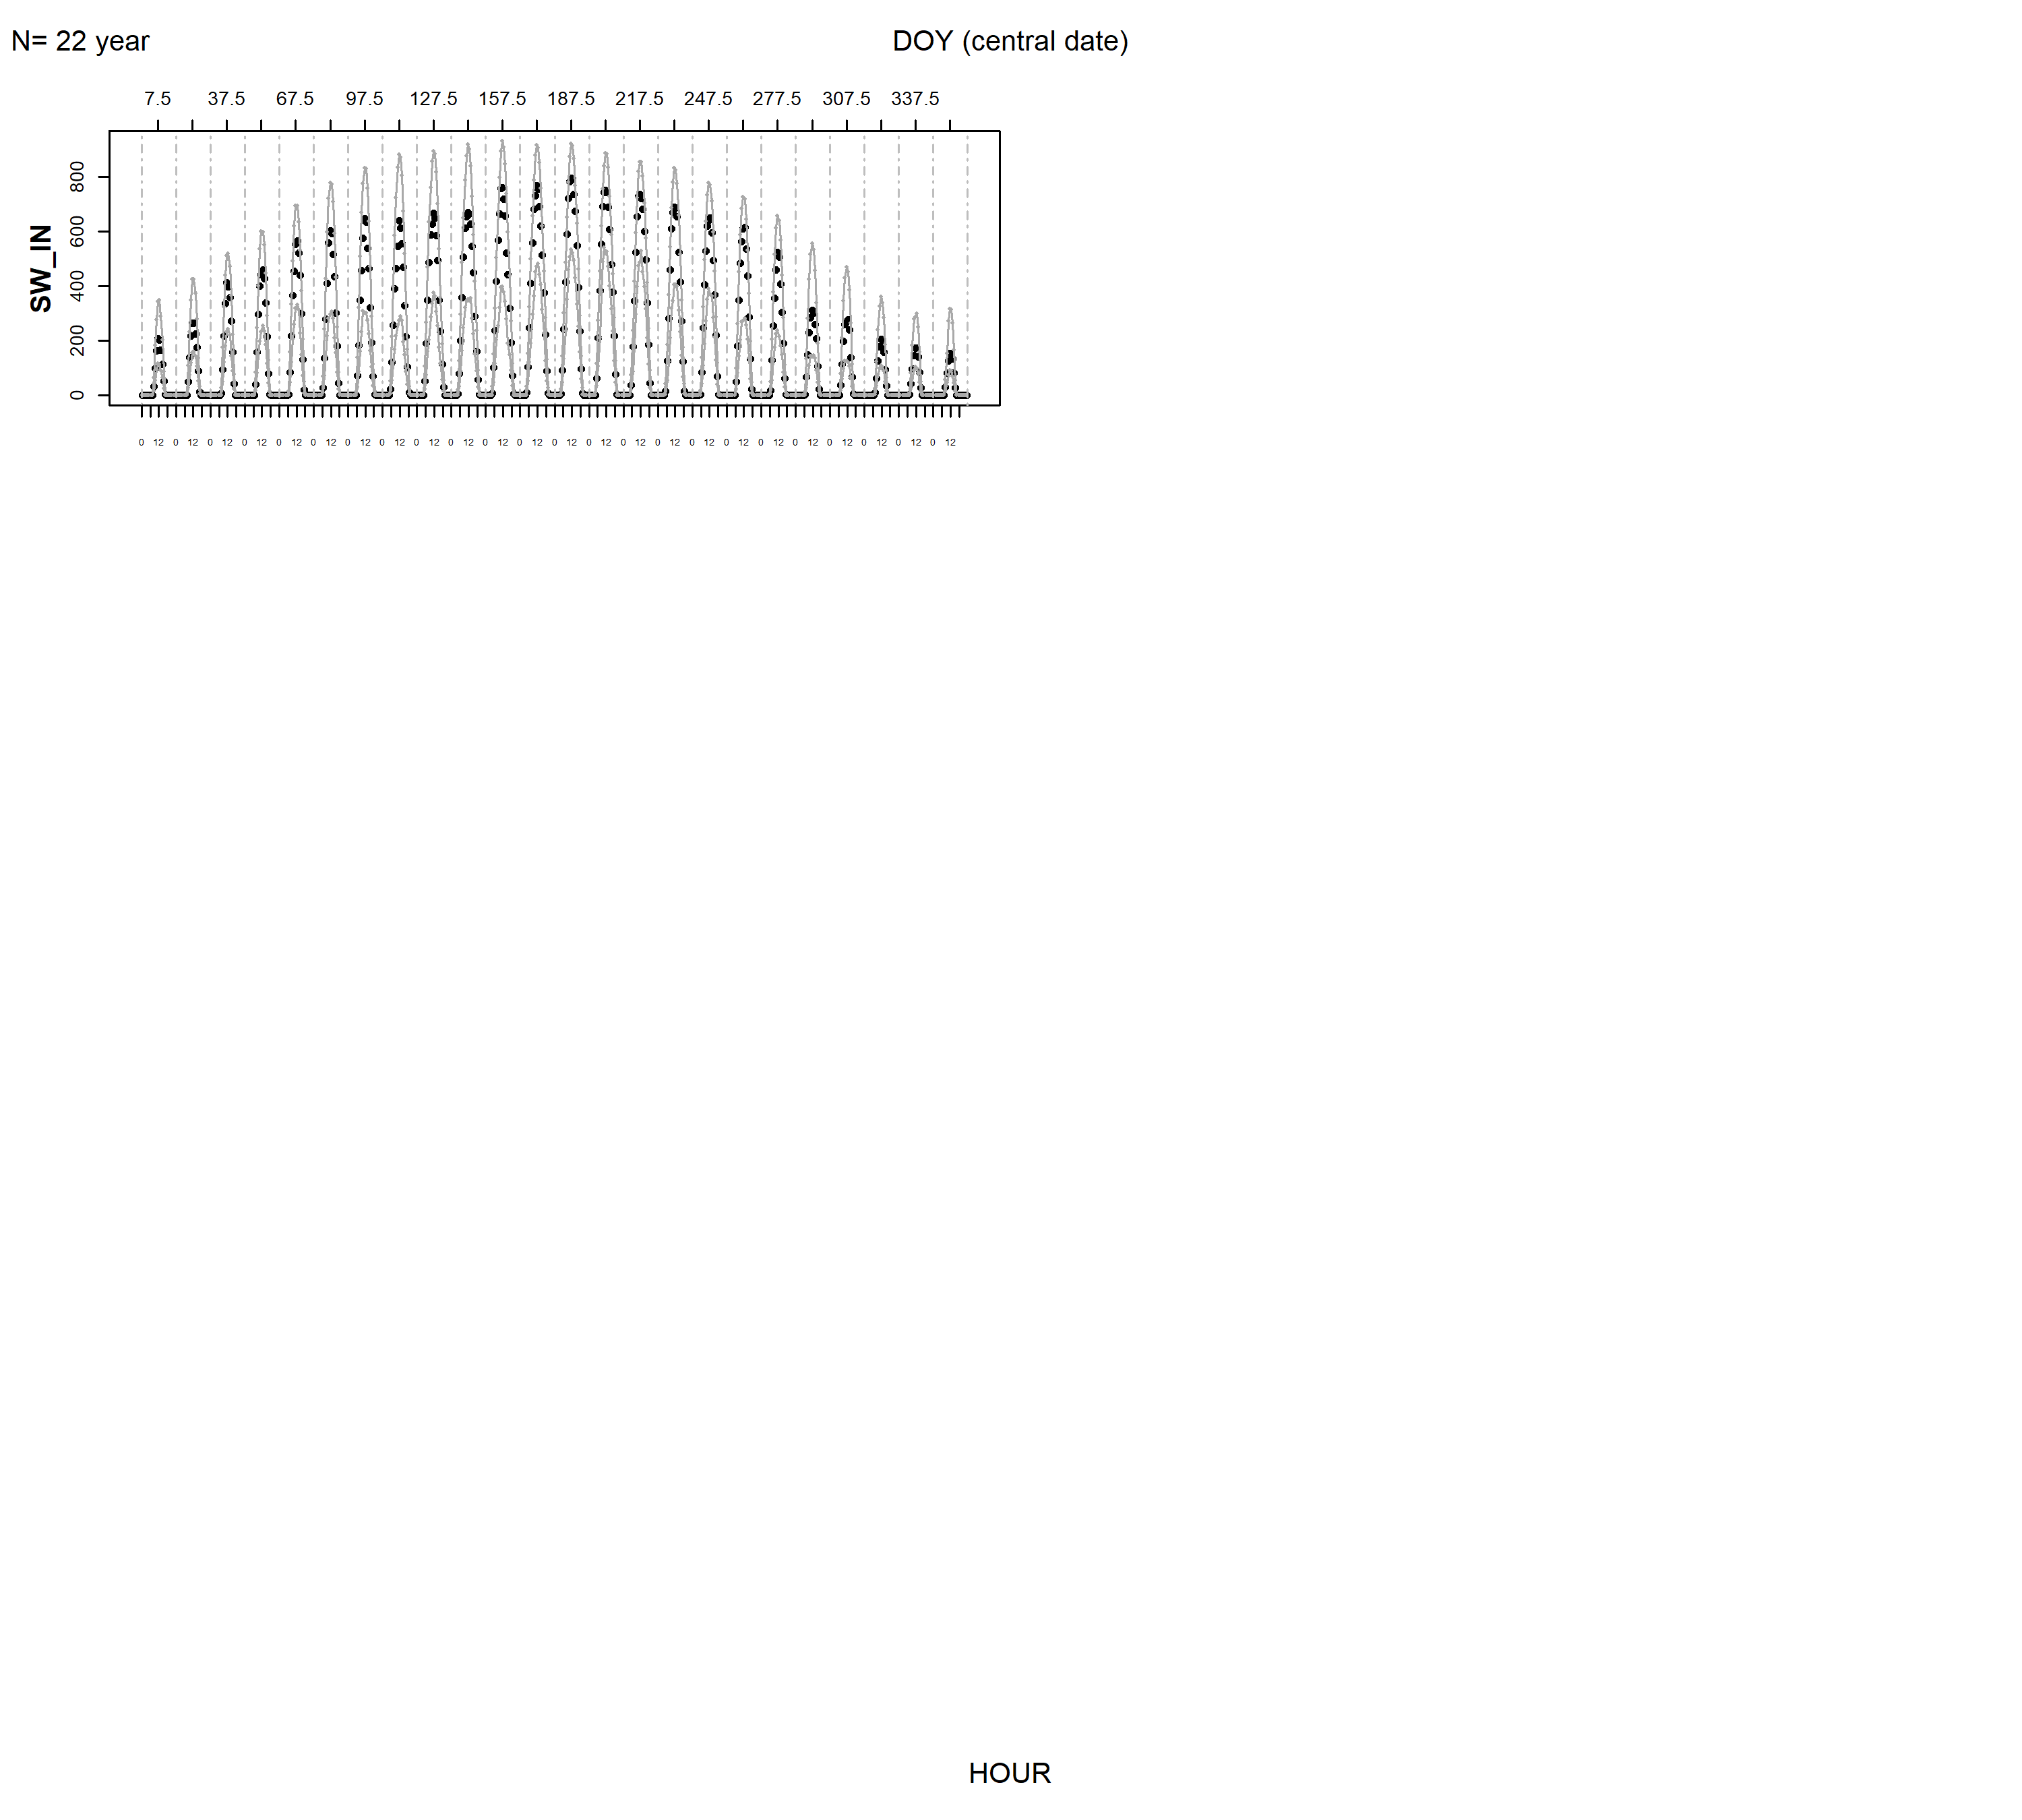 N= 22 year
DOY (central date)
7.5 37.5 67.5 97.5 127.5 157.5 187.5 217.5 247.5 277.5 307.5 337.5
SW_IN
800
600
400
200
0
0 12 0 12 0 12 0 12 0 12 0 12 0 12 0 12 0 12 0 12 0 12 0 12 0 12 0 12 0 12 0 12 0 12 0 12 0 12 0 12 0 12 0 12 0 12 0 12
HOUR